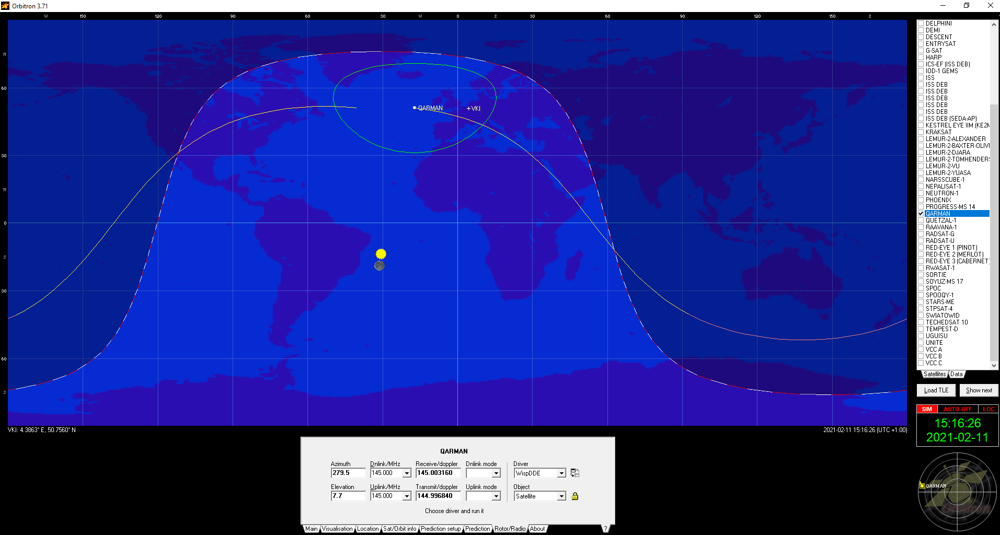 Orbitron 3.71
W 150 120 90 60 30 W 0 E 30 60 90 120 150 E
N
60
30
N
0
S
30
60
S
QARMAN
+VKI
VKI: 4.3863° E, 50.7560° N
2021-02-11 15:16:26 (UTC +1:00)
DELPHINI
DEMI
DESCENT
ENTRYSAT
G-SAT
HARP
ICS-EF (ISS DEB)
IOD-1 GEMS
ISS
ISS DEB
ISS DEB
ISS DEB
ISS DEB
ISS DEB
ISS DEB (SEDA-AP)
KESTREL EYE IIM (KE2M
KRAKSAT
LEMUR-2-ALEXANDER
LEMUR-2-BAXTER-OLIVI
LEMUR-2-DJARA
LEMUR-2-TOMHENDERS
LEMUR-2-VU
LEMUR-2-YUASA
NARSSCUBE-1
NEPALISAT-1
NEUTRON-1
PHOENIX
PROGRESS-MS 14
QARMAN
QUETZAL-1
RAAVANA-1
RADSAT-G
RADSAT-U
RED-EYE 1 (PINOT)
RED-EYE 2 (MERLOT)
RED-EYE 3 (CABERNET)
RWASAT-1
SORTIE
SOYUZ-MS 17
SPOC
SPOOQY-1
STARS-ME
STPSAT-4
SWIATOWID
TECHEDSAT 10
TEMPEST-D
UGUISU
UNITE
VCC A
VCC B
VCC C
Satellites Data
Load TLE Show next
SIM AUTO-OFF LOC
15:16:26
2021-02-11
QARMAN
Orbitron
QARMAN
Azimuth Dnlink/MHz Receive/doppler Dnlink mode Driver
279.5 145.000 145.003160 WispDDE
Elevation Uplink/MHz Transmit/doppler Uplink mode Object
7.7 145.000 144.996840 Satellite
Choose driver and run it
Main Visualisation Location Sat/Orbit info Prediction setup Prediction Rotor/Radio About ?